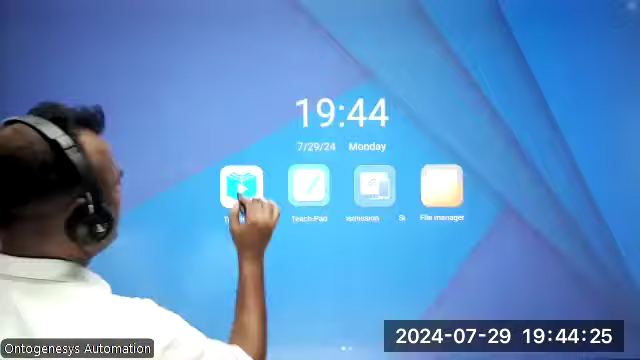 19:44
7/29/24 Monday
Teach.Pad
File manager
Ontogenesys Automation
2024-07-29 19:44:25